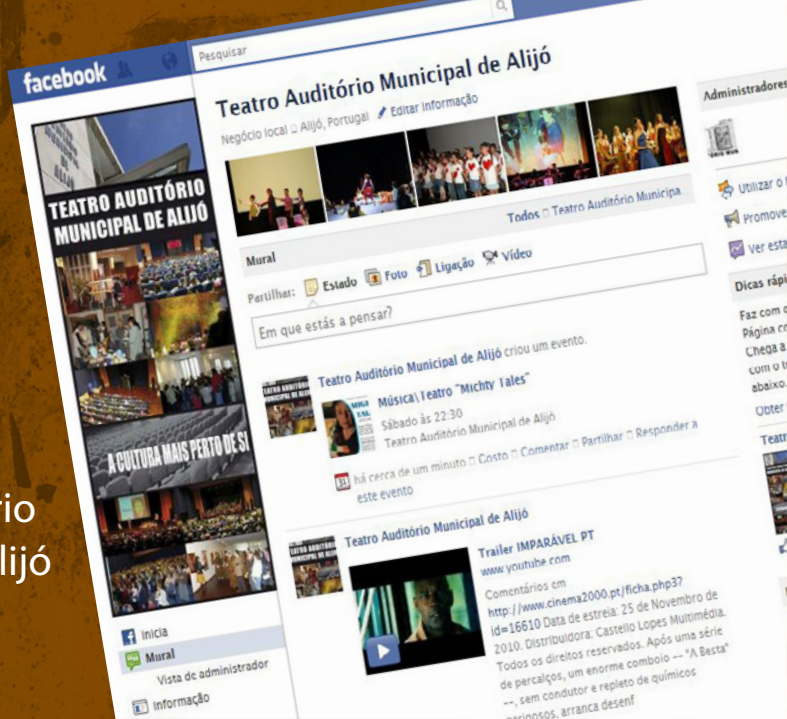 facebook
Pesquisar
Teatro Auditório Municipal de Alijó
Negócio local
Alijó, Portugal
Editar informação
TEATRO AUDITÓRIO
MUNICIPAL DE ALIJÓ
A CULTURA MAIS PERTO DE SI
rio
lijó
Inicia
Mural
Vista de administrador
Informação
Todos
Teatro Auditório Municipa...
Mural
Partilhar:
Estado
Foto
Ligação
Vídeo
Em que estás a pensar?
Teatro Auditório Municipal de Alijó criou um evento.
Música\Teatro "Michty Tales"
Sábado às 22:30
Teatro Auditório Municipal de Alijó
31
há cerca de um minuto
Gosto
Comentar
Partilhar
Responder a
este evento
Teatro Auditório Municipal de Alijó
Trailer IMPARÁVEL PT
www.youtube.com
Comentários em
http://www.cinema2000.pt/ficha.php3?
id=16610 Data de estreia: 25 de Novembro de
2010. Distribuidora: Castello Lopes Multimédia.
Todos os direitos reservados. Após uma série
de percalços, um enorme comboio -- "A Besta"
--, sem condutor e repleto de químicos
perigosos, arranca desenf
Administradores
Utilizar o
Promove
Ver esta
Dicas rápi
Faz com
Página co
Chega a
com o
abaixo.
Obter
Teatr